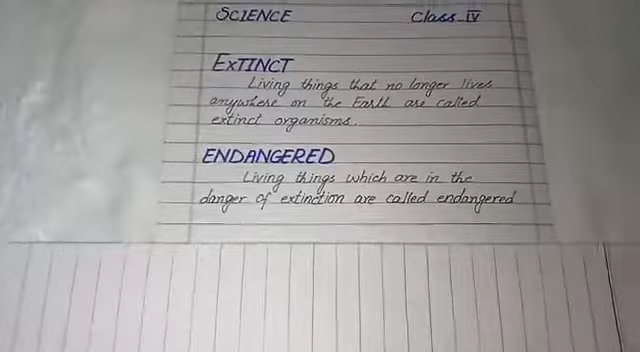 SCIENCE Class-IV
EXTINCT
Living things that no longer lives
anywhere on the Earth are called
extinct organisms.
ENDANGERED
Living things which are in the
danger of extinction are called endangered